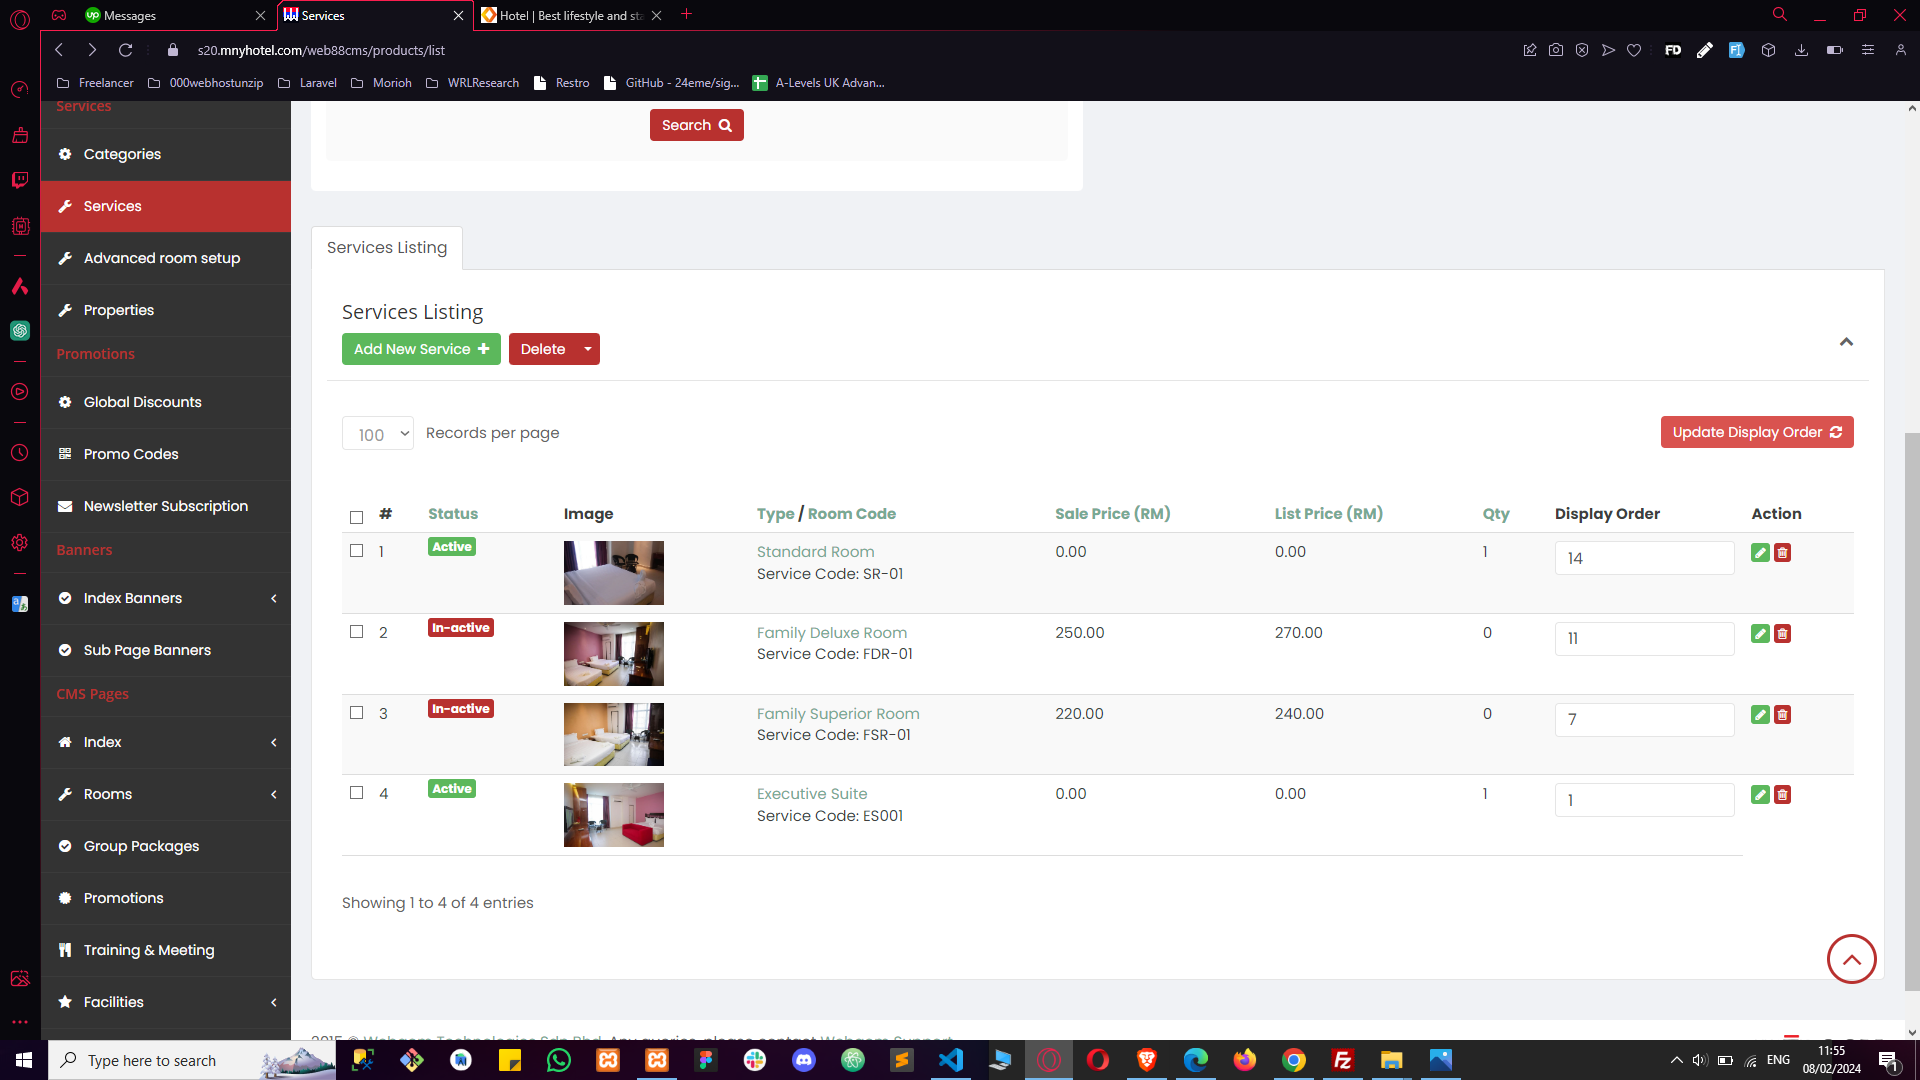 Messages
Services
Hotel | Best lifestyle and sta
s20.mnyhotel.com/web88cms/products/list
FD
Freelancer
000webhostunzip
Laravel
Morioh
WRLResearch
Restro
GitHub - 24eme/sig...
A-Levels UK Advan...
Services
Categories
Services
Advanced room setup
Properties
Promotions
Global Discounts
Promo Codes
Newsletter Subscription
Banners
Index Banners
Sub Page Banners
CMS Pages
Index
Rooms
Group Packages
Promotions
Training & Meeting
Facilities
Search
Services Listing
Services Listing
Add New Service
Delete
100 Records per page
Update Display Order
# Status Image Type / Room Code Sale Price (RM) List Price (RM) Qty Display Order Action
1 Active Standard Room 0.00 0.00 1 14
Service Code: SR-01
2 In-active Family Deluxe Room 250.00 270.00 0 11
Service Code: FDR-01
3 In-active Family Superior Room 220.00 240.00 0 7
Service Code: FSR-01
4 Active Executive Suite 0.00 0.00 1 1
Service Code: ES001
Showing 1 to 4 of 4 entries
Type here to search
ENG
11:55
08/02/2024
1